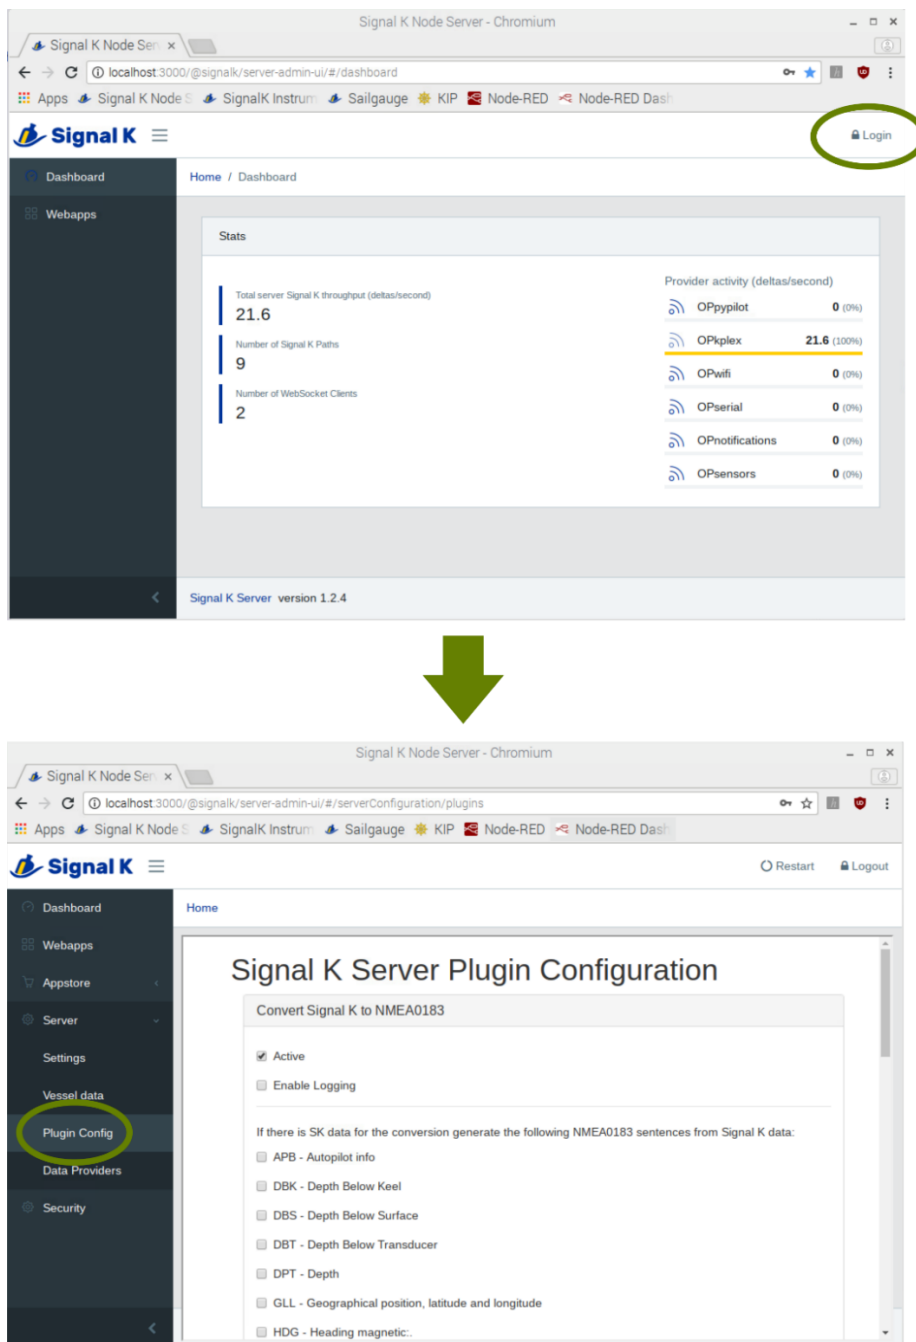 Signal K Node Server - Chromium
Signal K Node Ser
localhost:3000/@signalk/server-admin-ui/#/dashboard
Apps Signal K Node S SignalK Instrum Sailgauge KIP Node-RED Node-RED Dash
Signal K Login
Dashboard Home / Dashboard
Webapps
Stats
Provider activity (deltas/second)
Total server Signal K throughput (deltas/second)
21.6
OPpypilot 0 (0%)
Number of Signal K Paths
9
OPkplex 21.6 (100%)
OPwifi 0 (0%)
Number of WebSocket Clients
2
OPserial 0 (0%)
OPnotifications 0 (0%)
OPsensors 0 (0%)
Signal K Server version 1.2.4
Signal K Node Server - Chromium
Signal K Node Ser
localhost:3000/@signalk/server-admin-ui/#/serverConfiguration/plugins
Apps Signal K Node S SignalK Instrum Sailgauge KIP Node-RED Node-RED Dash
Signal K Restart Logout
Dashboard Home
Webapps
Appstore
Server
Settings
Vessel data
Plugin Config
Data Providers
Security
Signal K Server Plugin Configuration
Convert Signal K to NMEA0183
Active
Enable Logging
If there is SK data for the conversion generate the following NMEA0183 sentences from Signal K data:
APB - Autopilot info
DBK - Depth Below Keel
DBS - Depth Below Surface
DBT - Depth Below Transducer
DPT - Depth
GLL - Geographical position, latitude and longitude
HDG - Heading magnetic:.